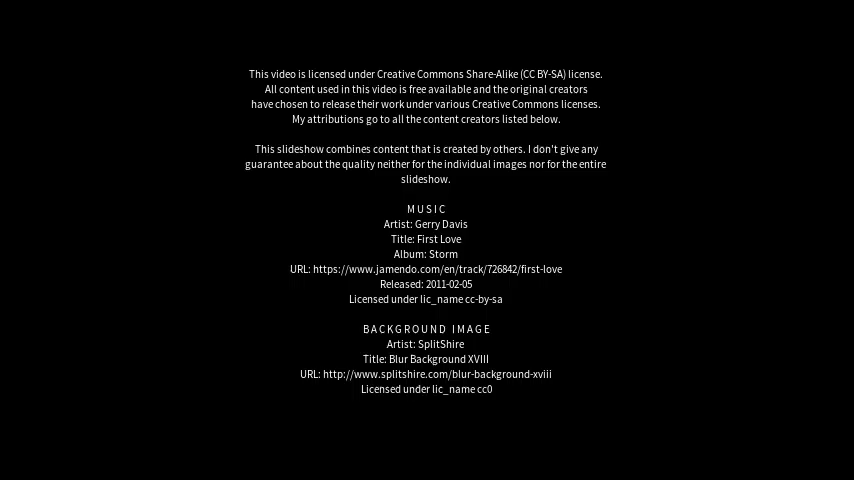 This video is licensed under Creative Commons Share-Alike (CC BY-SA) license.
All content used in this video is free available and the original creators
have chosen to release their work under various Creative Commons licenses.
My attributions go to all the content creators listed below.
This slideshow combines content that is created by others. I don't give any
guarantee about the quality neither for the individual images nor for the entire
slideshow.
MUSIC
Artist: Gerry Davis
Title: First Love
Album: Storm
URL: https://www.jamendo.com/en/track/726842/first-love
Released: 2011-02-05
Licensed under lic_name cc-by-sa
BACKGROUND IMAGE
Artist: SplitShire
Title: Blur Background XVIII
URL: http://www.splitshire.com/blur-background-xviii
Licensed under lic_name cc0